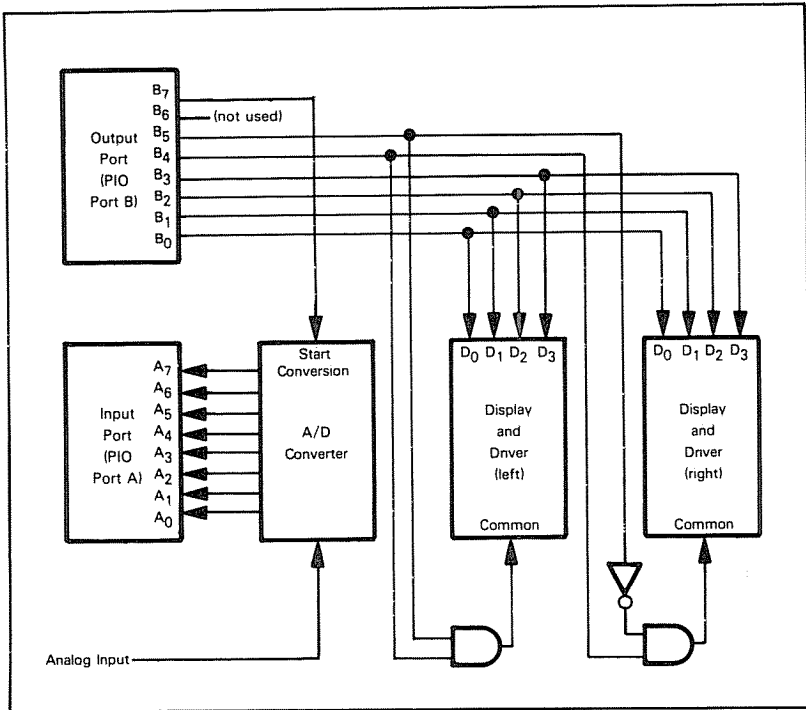 B7
B6 (not used)
B5
B4
B3
B2
B1
B0
Output
Port
(PIO
Port B)
Start
Conversion
A/D
Converter
A7
A6
A5
A4
A3
A2
A1
A0
Input
Port
(PIO
Port A)
D0 D1 D2 D3
Display
and
Driver
(left)
Common
D0 D1 D2 D3
Display
and
Driver
(right)
Common
Analog Input